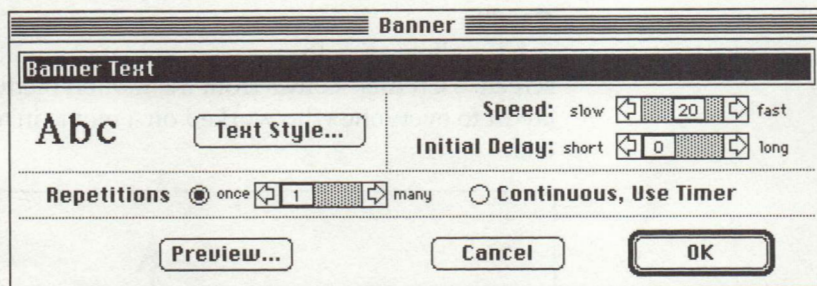 Banner
Banner Text
Abc
Text Style...
Speed: slow 20 fast
Initial Delay: short 0 long
Repetitions once 1 many Continuous, Use Timer
Preview... Cancel OK